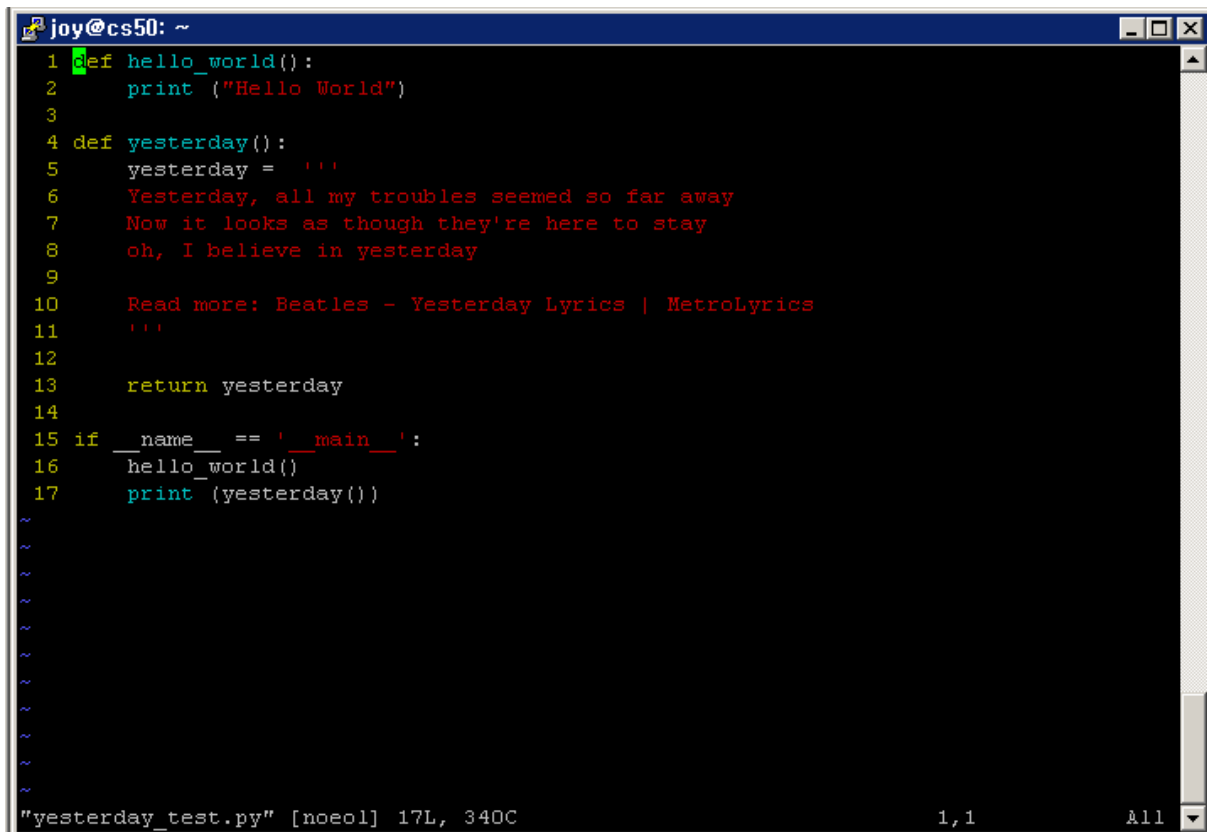 joy@cs50: ~
1 def hello_world():
2     print ("Hello World")
3
4 def yesterday():
5     yesterday =  '''
6     Yesterday, all my troubles seemed so far away
7     Now it looks as though they're here to stay
8     oh, I believe in yesterday
9
10     Read more: Beatles - Yesterday Lyrics | MetroLyrics
11     '''
12
13     return yesterday
14
15 if __name__ == '__main__':
16     hello_world()
17     print (yesterday())
~
~
~
~
~
~
~
~
~
~
~
"yesterday_test.py" [noeol] 17L, 340C 1,1 All